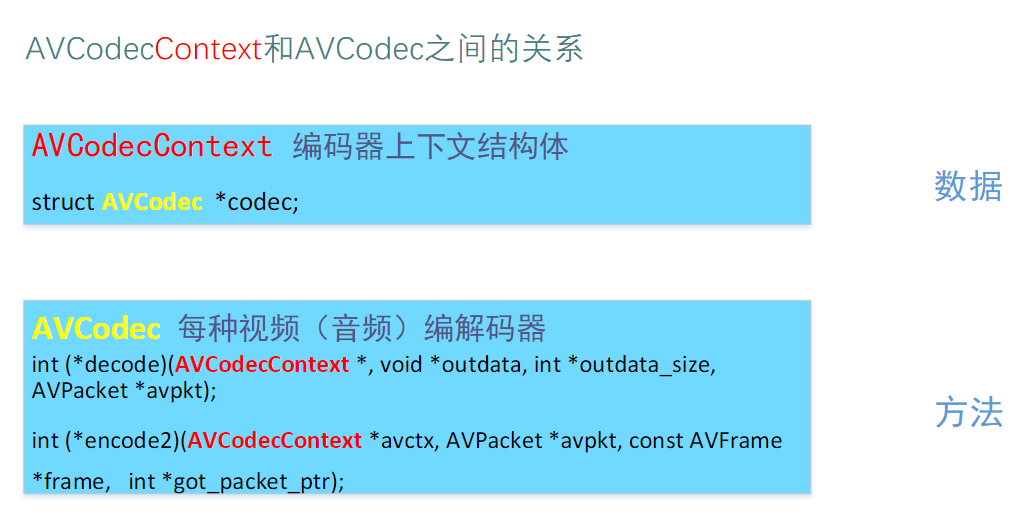 AVCodecContext和AVCodec之间的关系
AVCodecContext 编码器上下文结构体
struct AVCodec *codec;
数据
AVCodec 每种视频（音频）编解码器
int (*decode)(AVCodecContext *, void *outdata, int *outdata_size,
AVPacket *avpkt);
int (*encode2)(AVCodecContext *avctx, AVPacket *avpkt, const AVFrame
*frame, int *got_packet_ptr);
方法